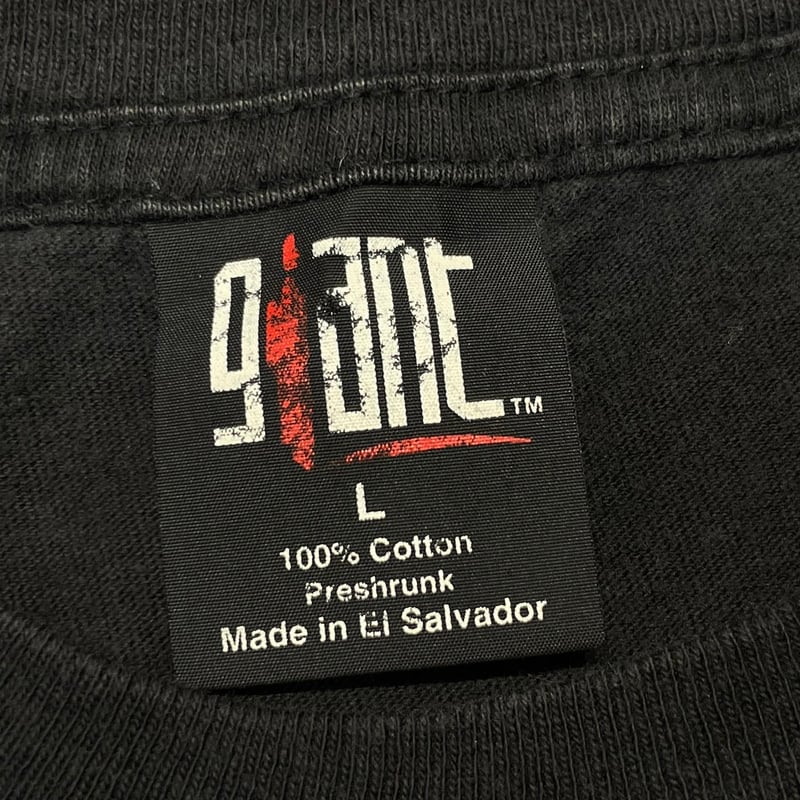 giant™
L
100% Cotton
Preshrunk
Made in El Salvador